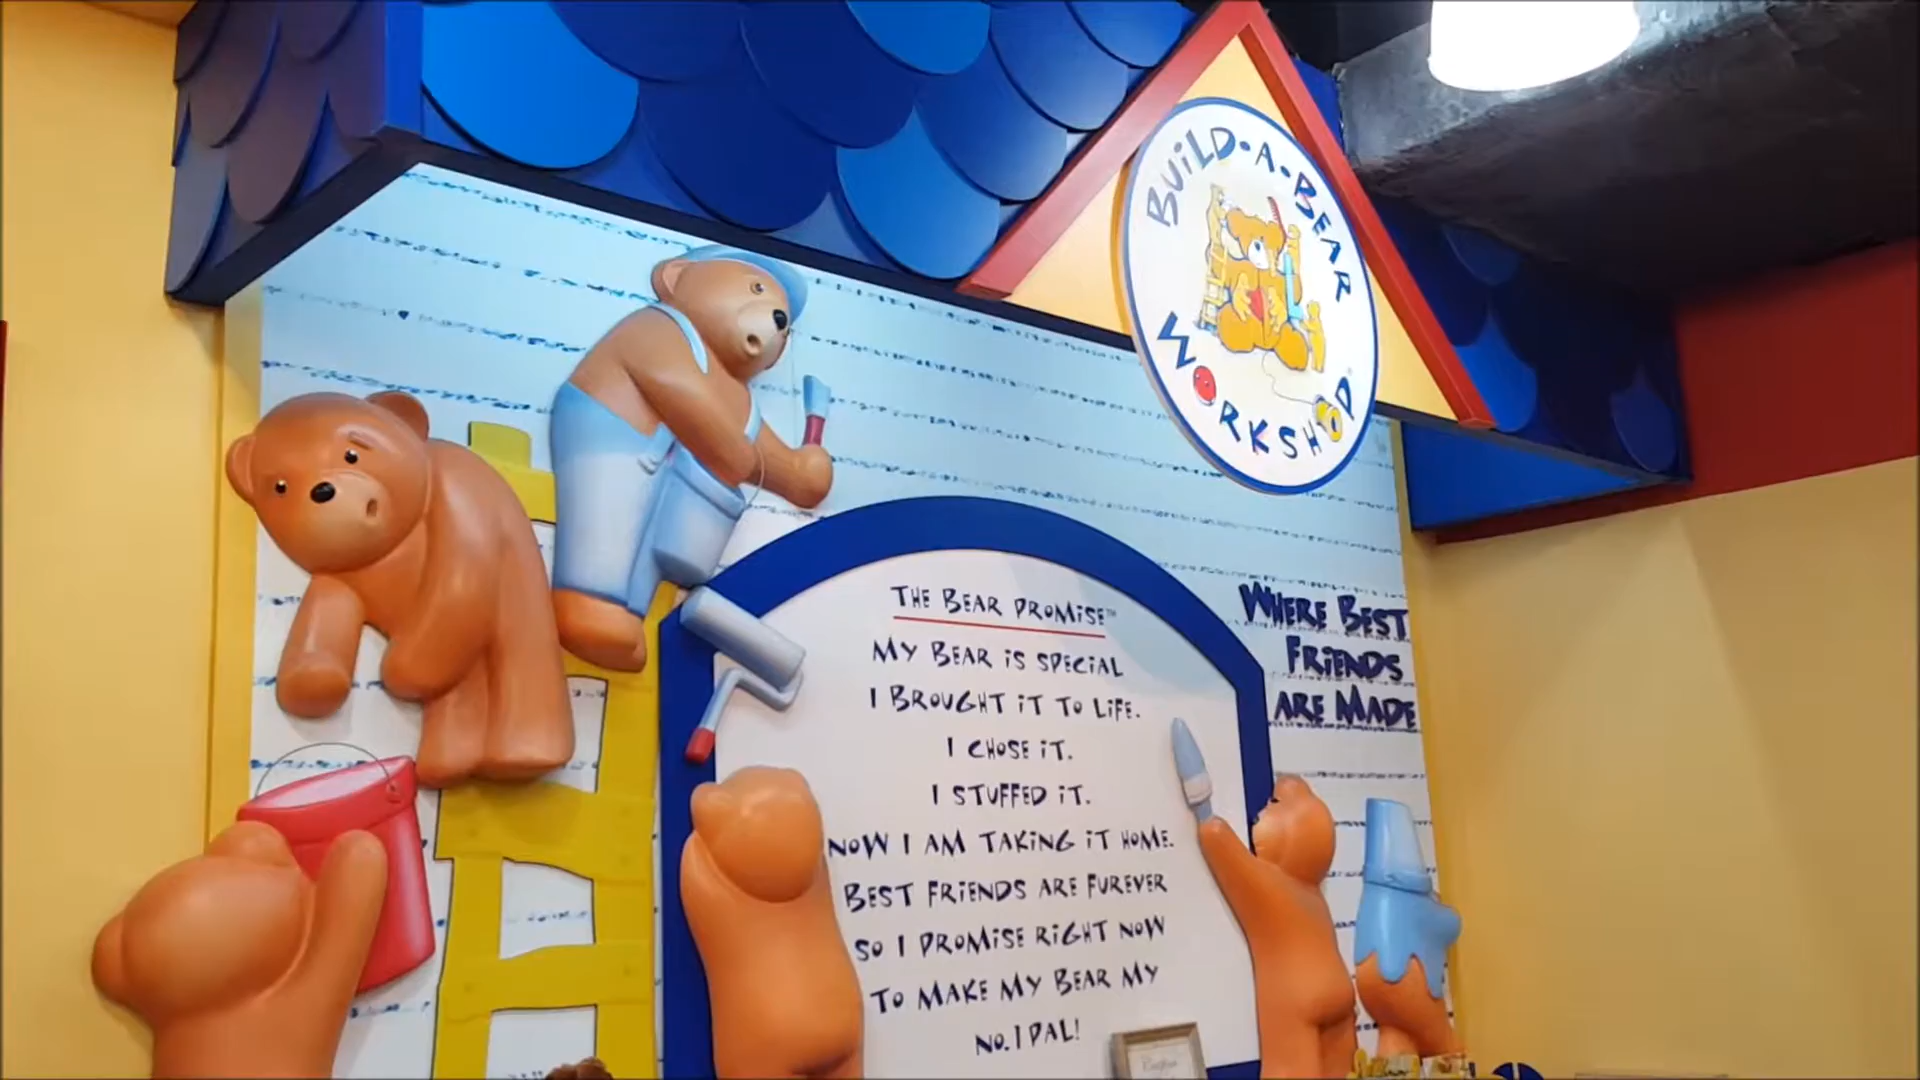 BUiLD-A-BEAR
WORKSHOP
THE BEAR PROMiSE™
MY BEAR iS SPECiAL
I BROUGHT iT TO LiFE.
I CHOSE iT.
I STUFFED iT.
NOW I AM TAKiNG iT HOME.
BEST FRiENDS ARE FUREVER
SO I PROMiSE RiGHT NOW
TO MAKE MY BEAR MY
NO.1 PAL!
WHERE BEST
FRiENDS
ARE MADE